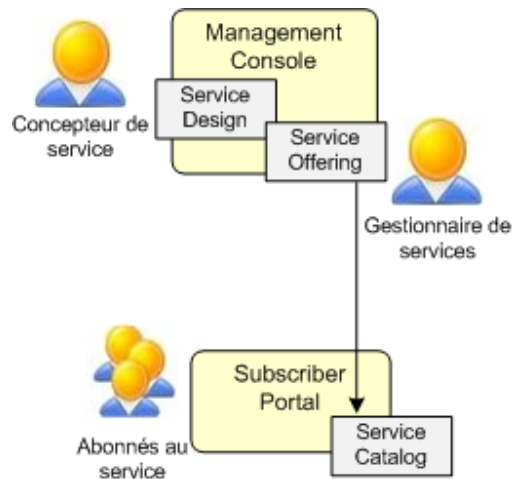 Management
Console
Service
Design
Concepteur de
service
Service
Offering
Gestionnaire de
services
Subscriber
Portal
Abonnés au
service
Service
Catalog